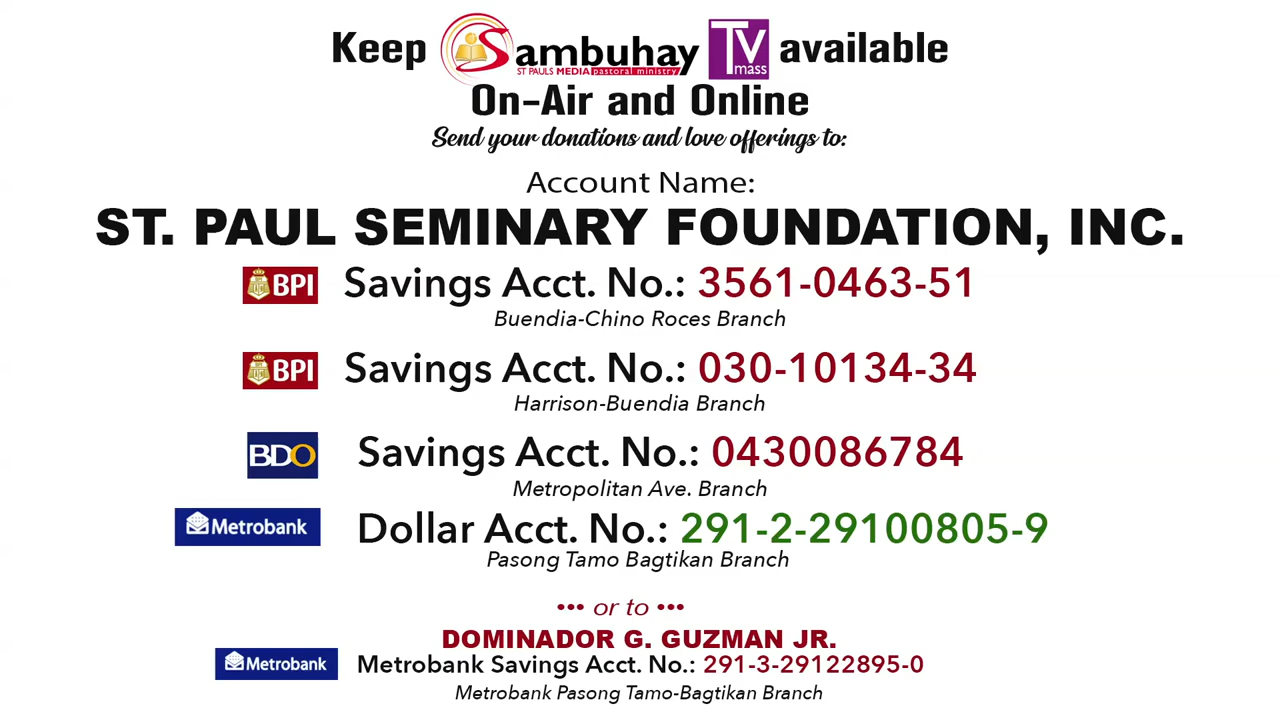 Keep Sambuhay TV mass available
ST PAULS MEDIA pastoral ministry
On-Air and Online
Send your donations and love offerings to:
Account Name:
ST. PAUL SEMINARY FOUNDATION, INC.
BPI Savings Acct. No.: 3561-0463-51
Buendia-Chino Roces Branch
BPI Savings Acct. No.: 030-10134-34
Harrison-Buendia Branch
BDO Savings Acct. No.: 0430086784
Metropolitan Ave. Branch
Metrobank Dollar Acct. No.: 291-2-29100805-9
Pasong Tamo Bagtikan Branch
••• or to •••
DOMINADOR G. GUZMAN JR.
Metrobank Metrobank Savings Acct. No.: 291-3-29122895-0
Metrobank Pasong Tamo-Bagtikan Branch